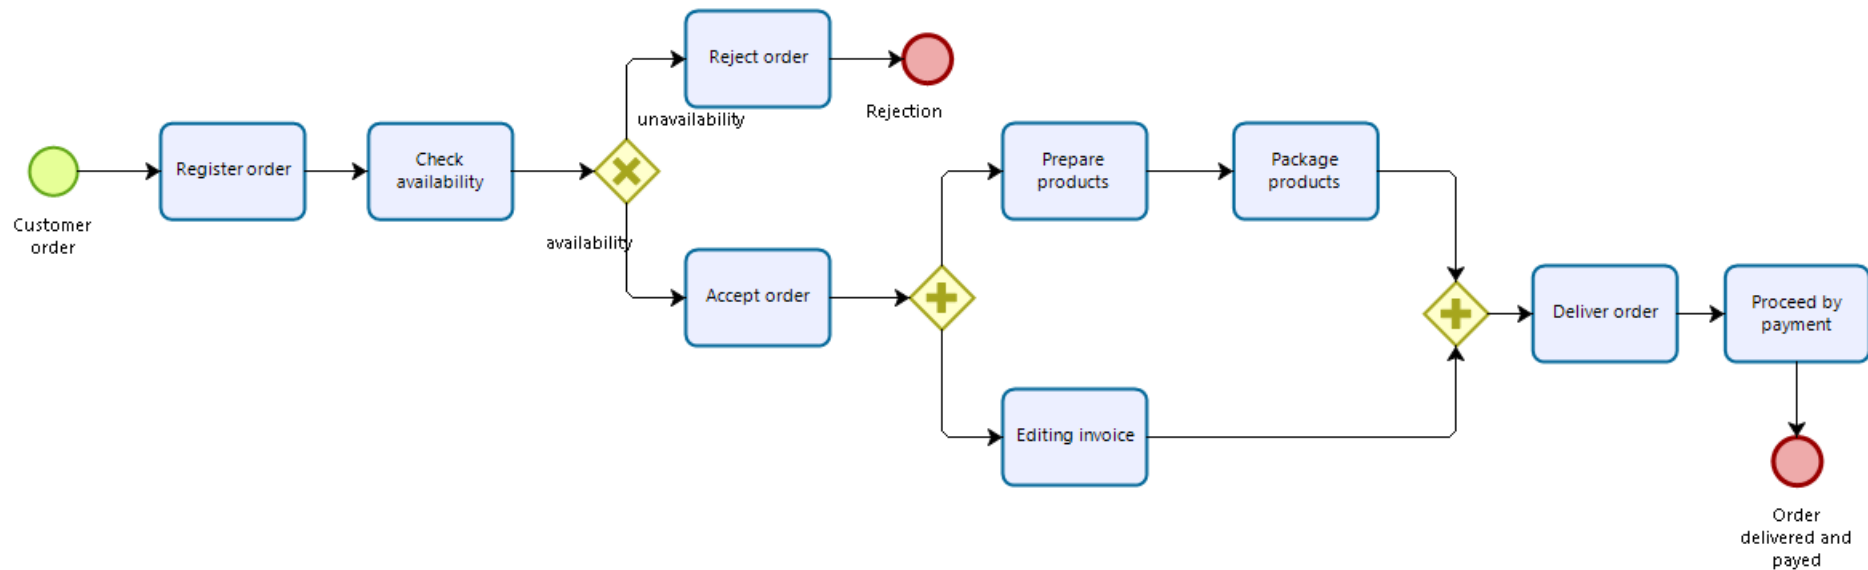 Customer
order
Register order
Check
availability
unavailability
availability
Reject order
Rejection
Accept order
Prepare
products
Package
products
Editing invoice
Deliver order
Proceed by
payment
Order
delivered and
payed